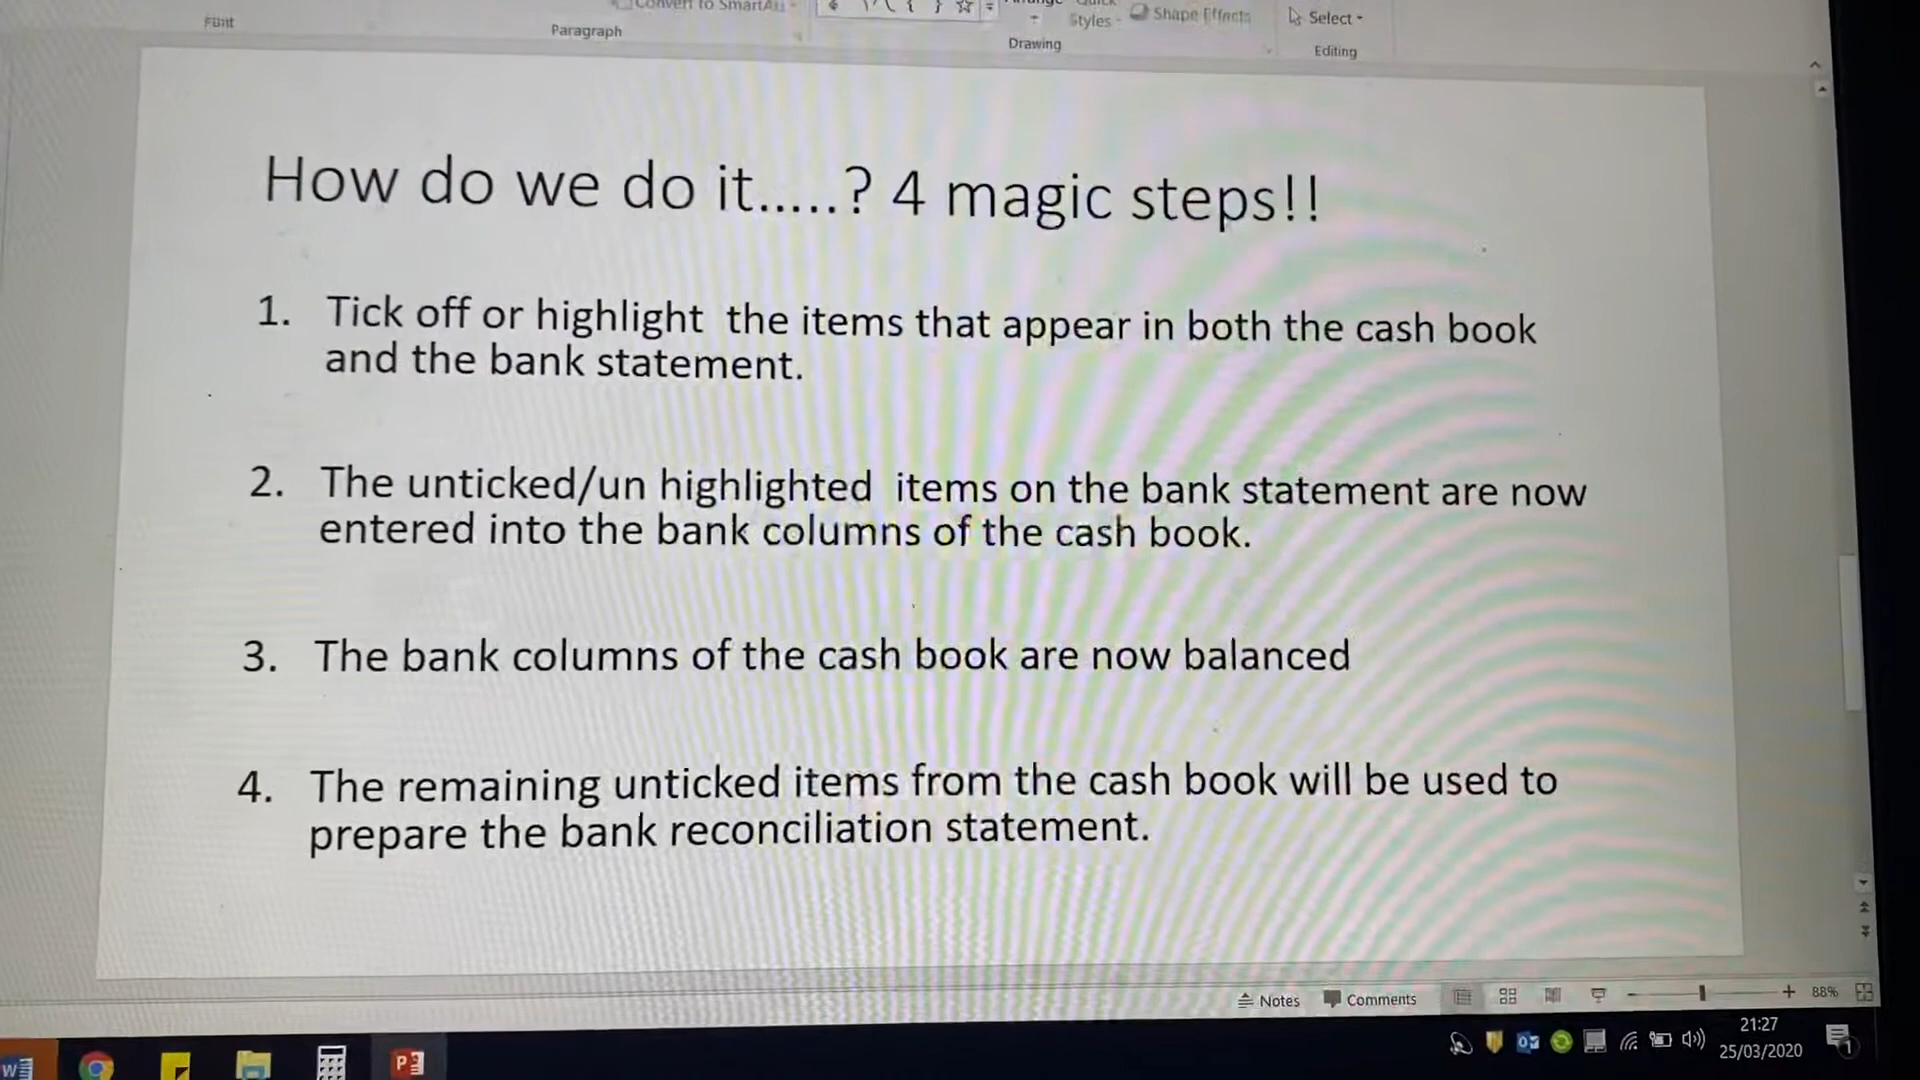 Font
Paragraph
Convert to SmartArt
Styles
Shape Effects
Drawing
Select
Editing
How do we do it.....? 4 magic steps!!
1. Tick off or highlight the items that appear in both the cash book
and the bank statement.
2. The unticked/un highlighted items on the bank statement are now
entered into the bank columns of the cash book.
3. The bank columns of the cash book are now balanced
4. The remaining unticked items from the cash book will be used to
prepare the bank reconciliation statement.
Notes
Comments
88%
21:27
25/03/2020
1